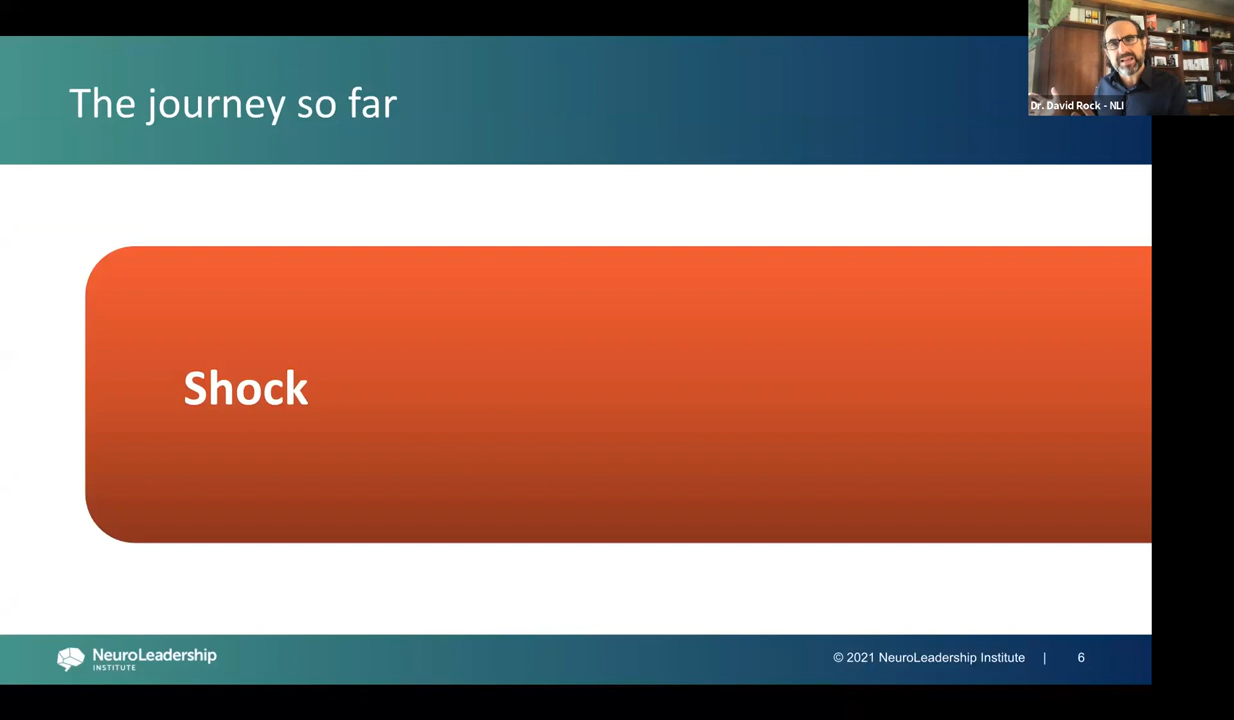 The journey so far
Dr. David Rock - NLI
Shock
NeuroLeadership
INSTITUTE
© 2021 NeuroLeadership Institute | 6